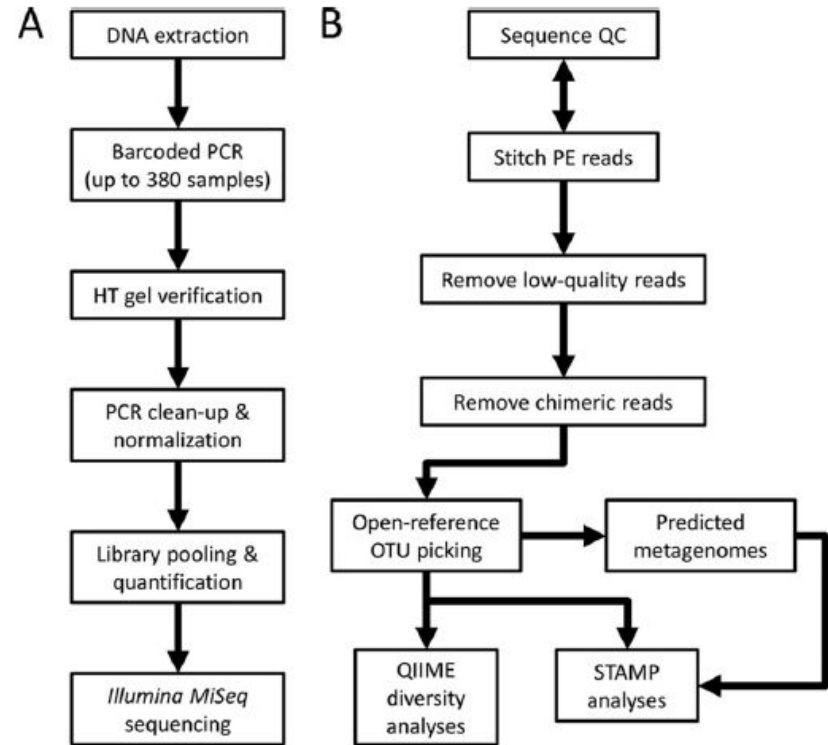 A
DNA extraction
Barcoded PCR
(up to 380 samples)
HT gel verification
PCR clean-up &
normalization
Library pooling &
quantification
Illumina MiSeq
sequencing
B
Sequence QC
Stitch PE reads
Remove low-quality reads
Remove chimeric reads
Open-reference
OTU picking
Predicted
metagenomes
QIIME
diversity
analyses
STAMP
analyses